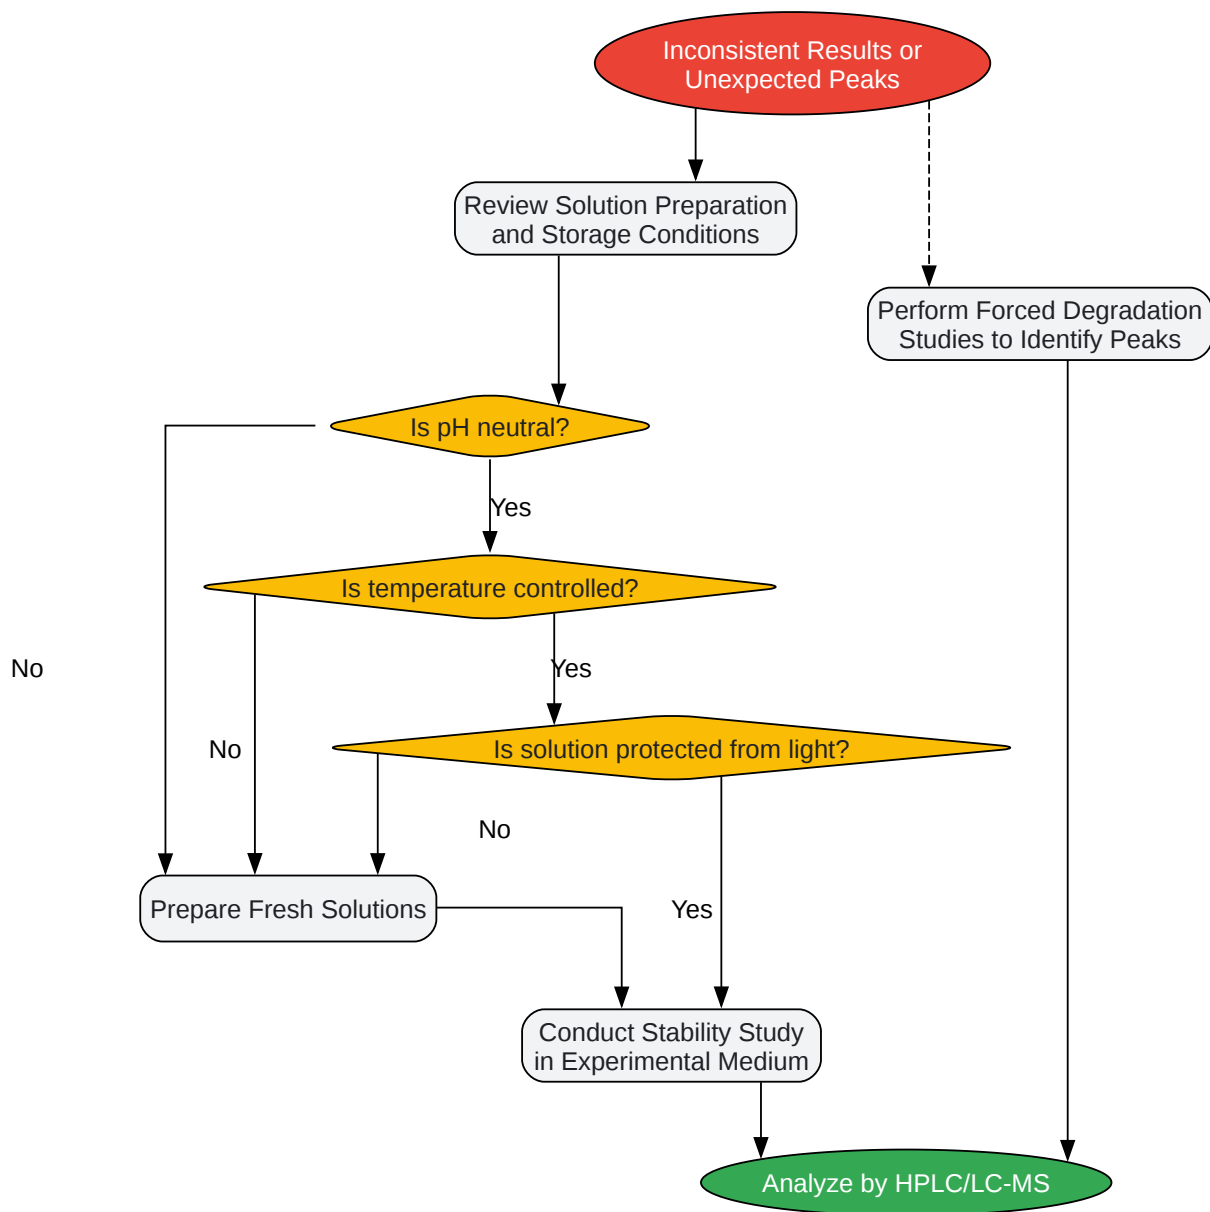 Inconsistent Results or
Unexpected Peaks
Review Solution Preparation
and Storage Conditions
Perform Forced Degradation
Studies to Identify Peaks
Is pH neutral?
Yes
Is temperature controlled?
No
Yes
No
Is solution protected from light?
No
Prepare Fresh Solutions
Yes
Conduct Stability Study
in Experimental Medium
Analyze by HPLC/LC-MS